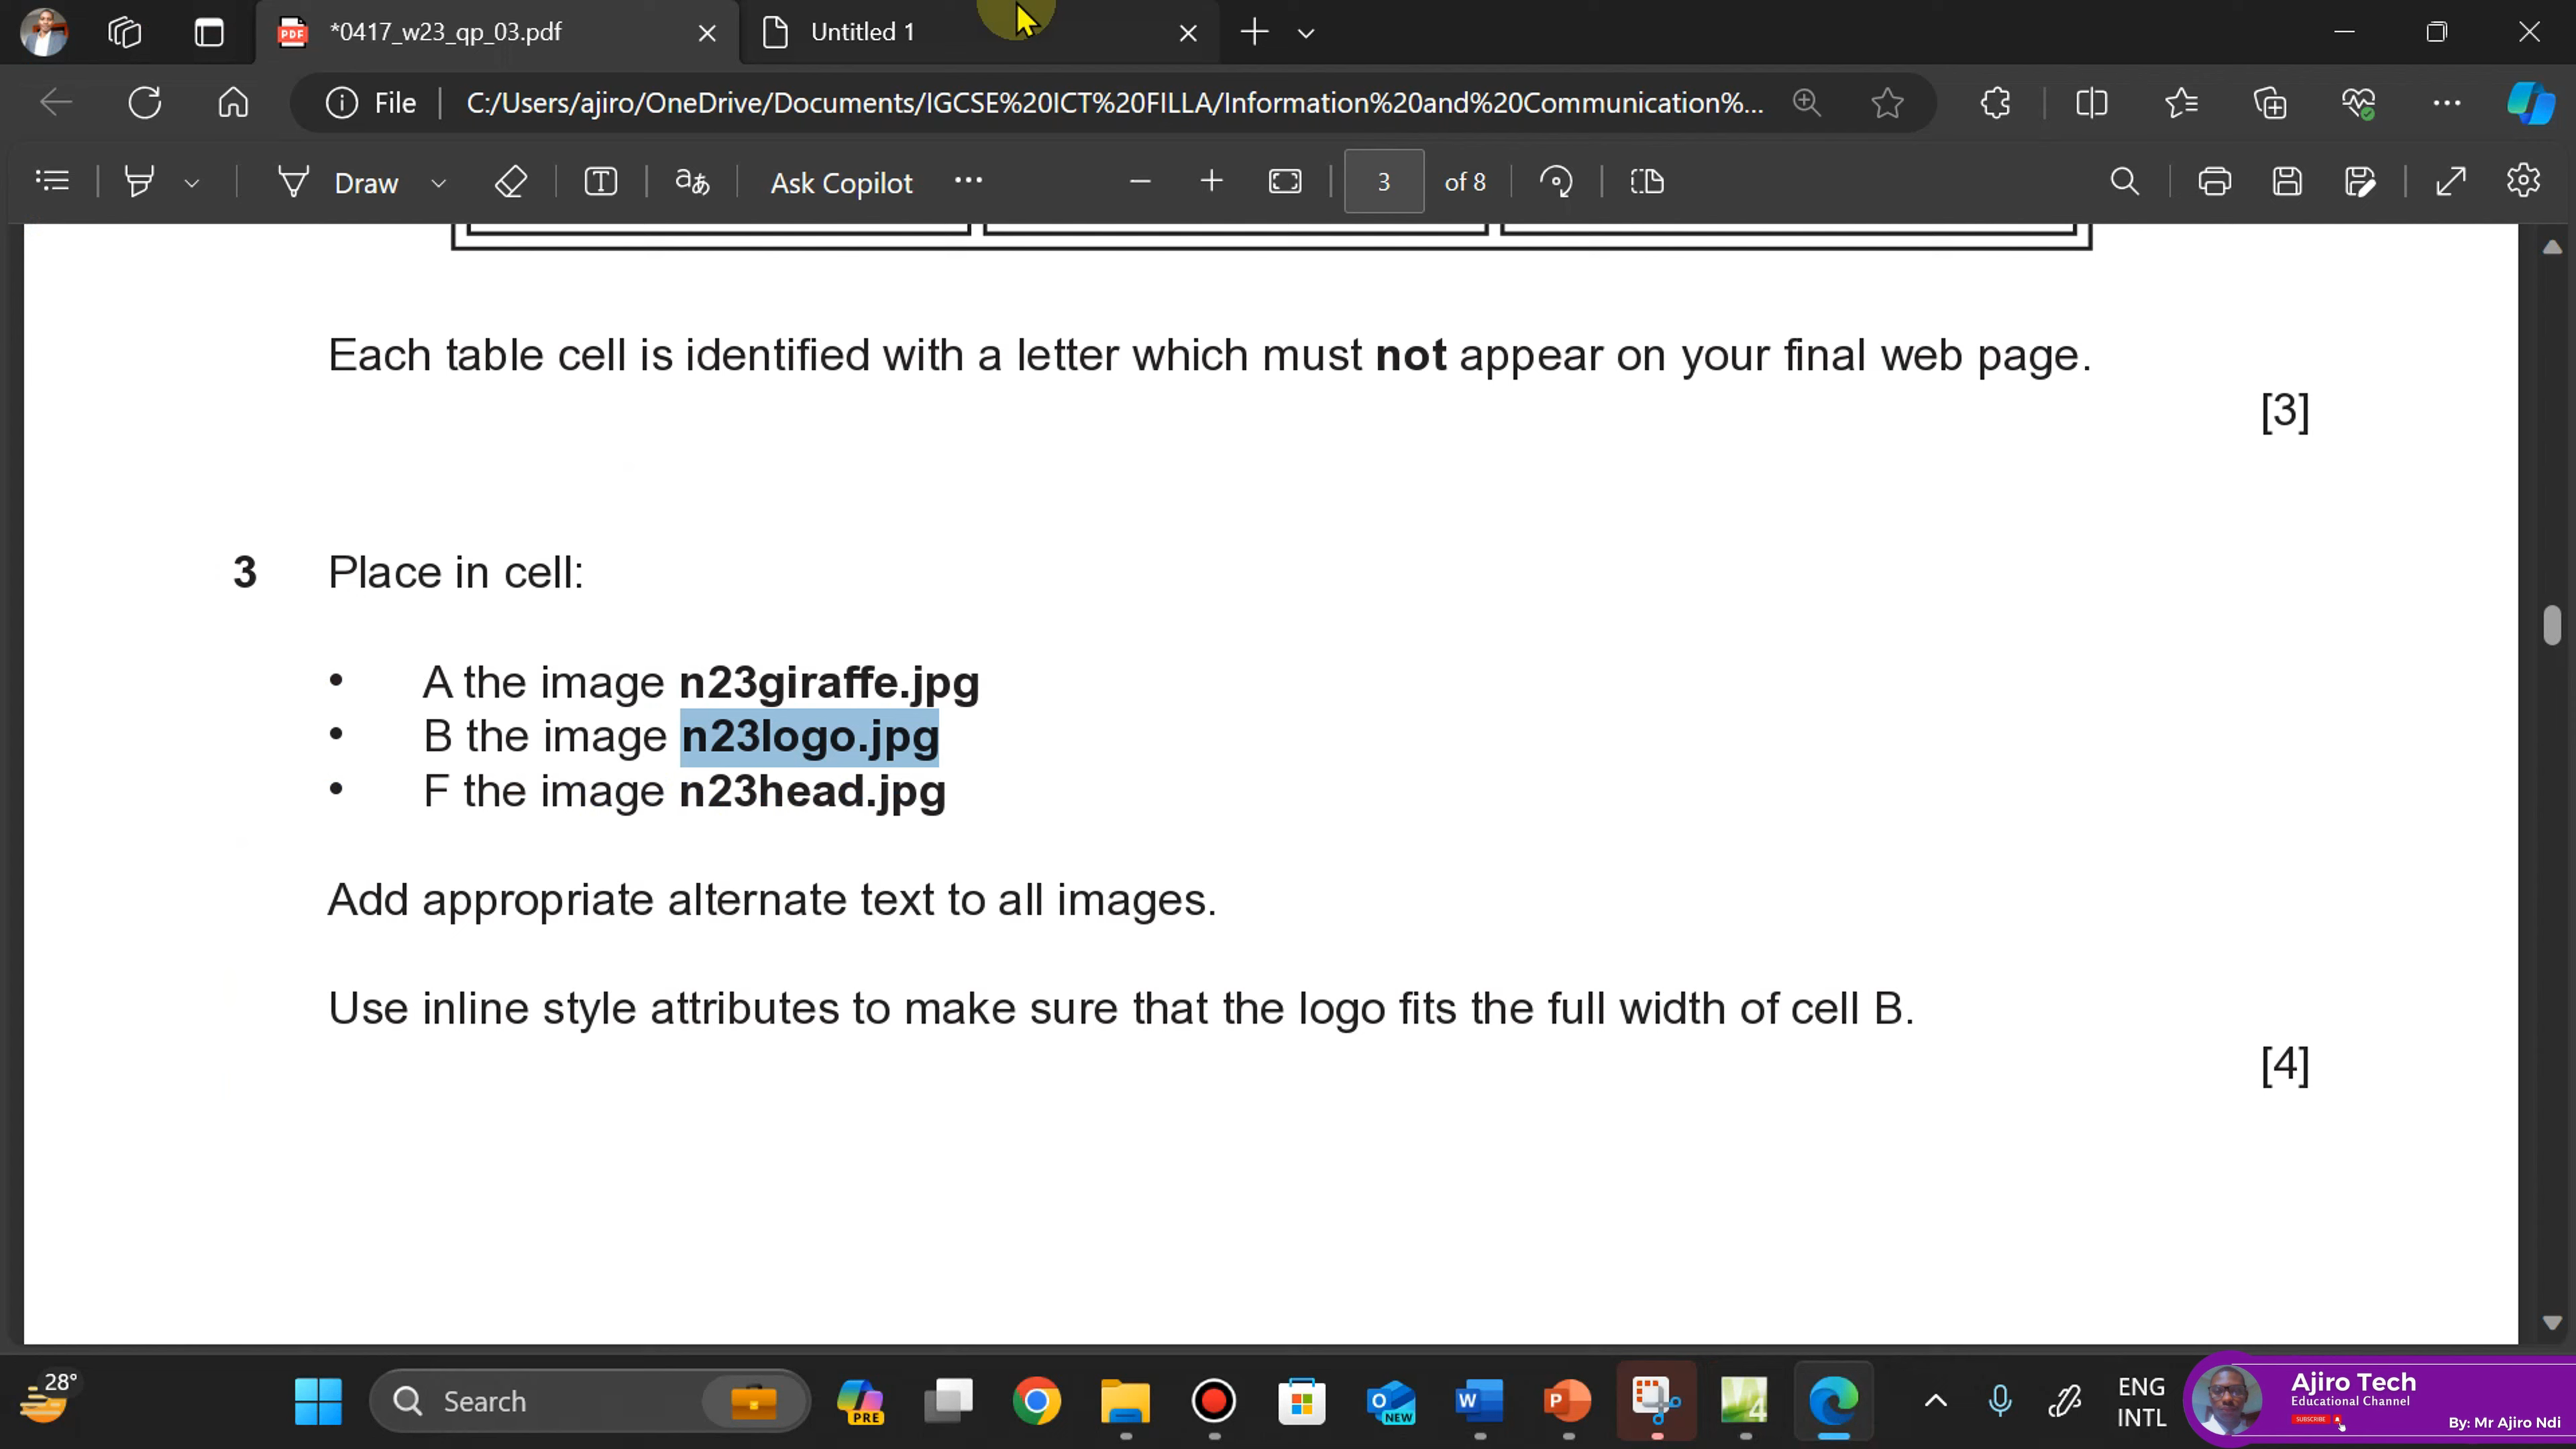 *0417_w23_qp_03.pdf
Untitled 1
File
C:/Users/ajiro/OneDrive/Documents/IGCSE%20ICT%20FILLA/Information%20and%20Communication%...
Draw
aあ
Ask Copilot
3
of 8
Each table cell is identified with a letter which must not appear on your final web page.
[3]
3 Place in cell:
• A the image n23giraffe.jpg
• B the image n23logo.jpg
• F the image n23head.jpg
Add appropriate alternate text to all images.
Use inline style attributes to make sure that the logo fits the full width of cell B.
[4]
28°
Search
PRE
NEW
ENG
INTL
Ajiro Tech
Educational Channel
SUBSCRIBE
By: Mr Ajiro Ndi